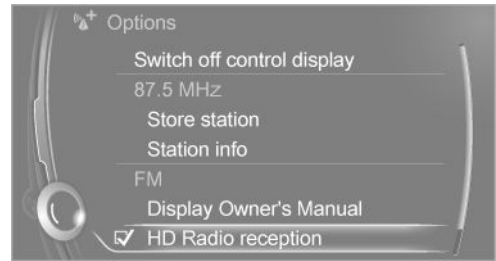 Options
Switch off control display
87.5 MHz
Store station
Station info
FM
Display Owner's Manual
HD Radio reception